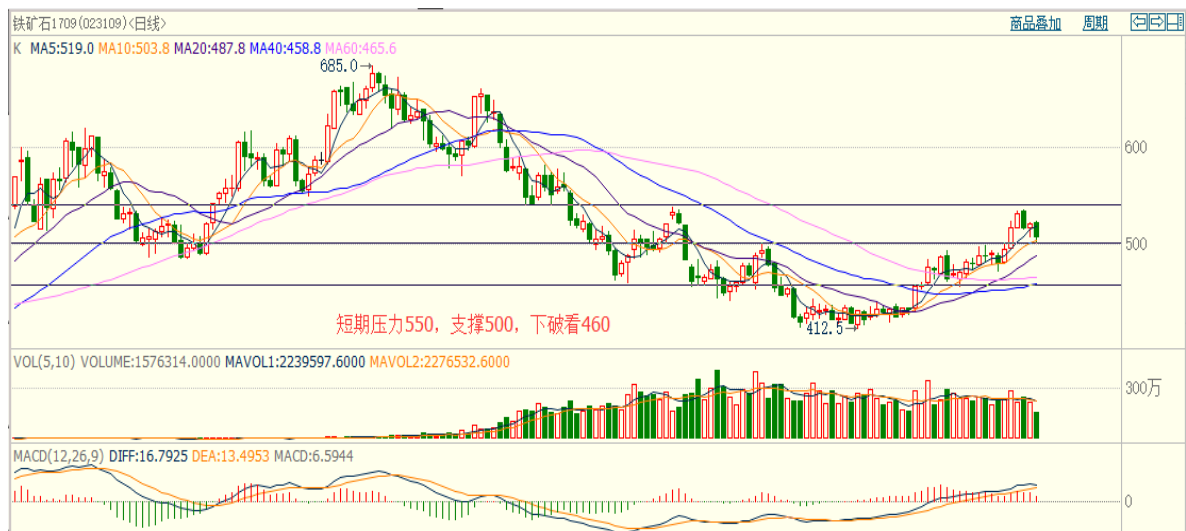 铁矿石1709(023109)<日线>
商品叠加 周期
K MA5:519.0 MA10:503.8 MA20:487.8 MA40:458.8 MA60:465.6
685.0→
600
500
短期压力550，支撑500，下破看460
412.5→
VOL(5,10) VOLUME:1576314.0000 MAVOL1:2239597.6000 MAVOL2:2276532.6000
300万
MACD(12,26,9) DIFF:16.7925 DEA:13.4953 MACD:6.5944
0